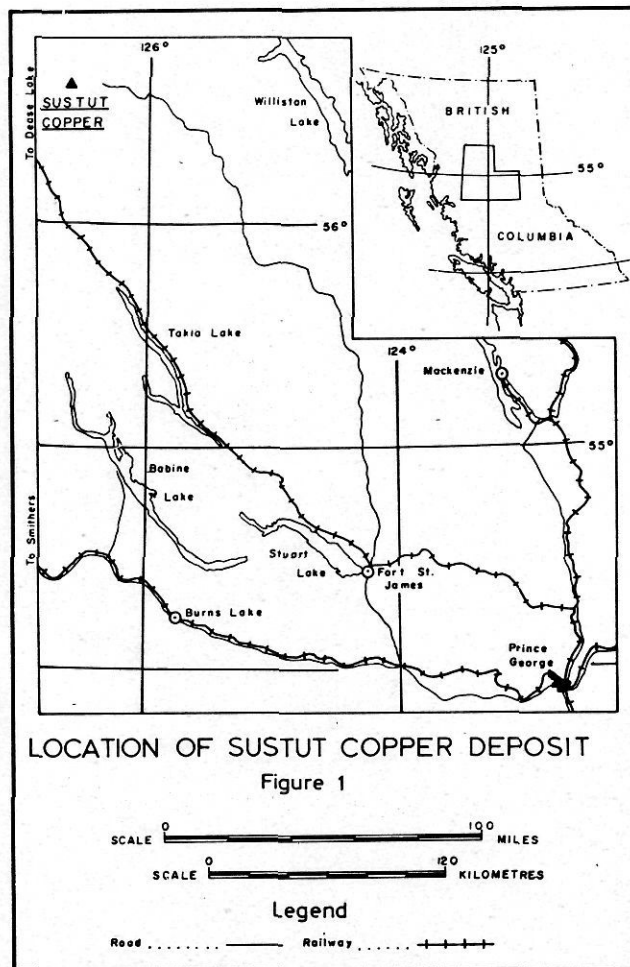 126°
125°
To Dease Lake
SUSTUT
COPPER
Williston
Lake
BRITISH
55°
COLUMBIA
56°
Takla Lake
124°
Mackenzie
55°
Babine
Lake
To Smithers
Stuart
Lake
Fort St.
James
Burns Lake
Prince
George
LOCATION OF SUSTUT COPPER DEPOSIT
Figure 1
0 100
SCALE MILES
0 120
SCALE KILOMETRES
Legend
Road ....... Railway ......